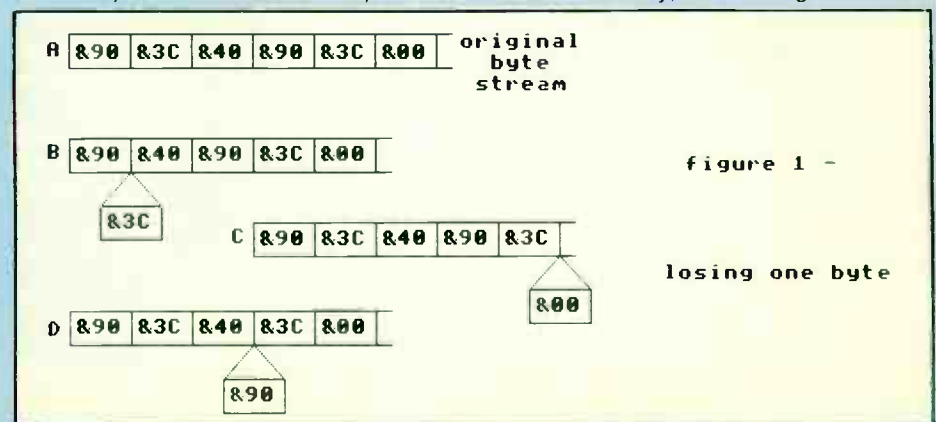 A &90 &3C &40 &90 &3C &00
original
byte
stream
B &90 &40 &90 &3C &00
&3C
figure 1 -
C &90 &3C &40 &90 &3C
&00
losing one byte
D &90 &3C &40 &3C &00
&90